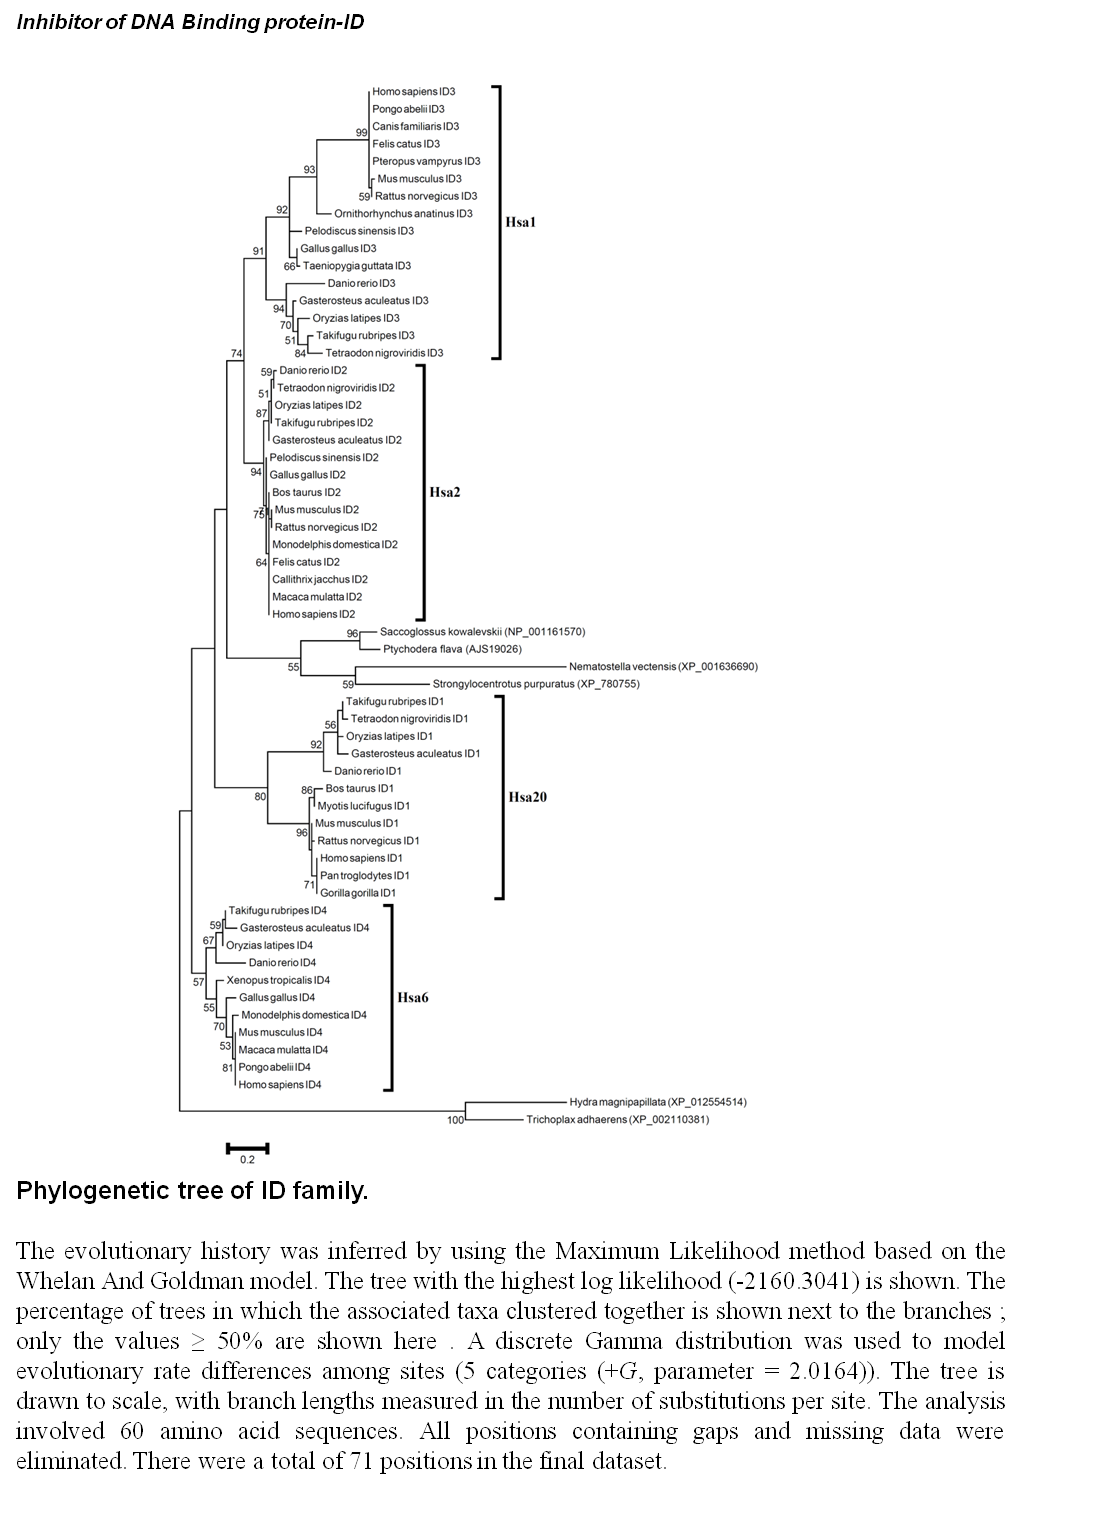 Inhibitor of DNA Binding protein-ID
Homo sapiens ID3
Pongo abelii ID3
Canis familiaris ID3
99
Felis catus ID3
Pteropus vampyrus ID3
93
Mus musculus ID3
59
Rattus norvegicus ID3
92
Ornithorhynchus anatinus ID3
Hsa1
Pelodiscus sinensis ID3
91
Gallus gallus ID3
66
Taeniopygia guttata ID3
Danio rerio ID3
94
Gasterosteus aculeatus ID3
70
Oryzias latipes ID3
51
Takifugu rubripes ID3
74
84
Tetraodon nigroviridis ID3
59
Danio rerio ID2
51
Tetraodon nigroviridis ID2
87
Oryzias latipes ID2
Takifugu rubripes ID2
Gasterosteus aculeatus ID2
Pelodiscus sinensis ID2
94
Gallus gallus ID2
Bos taurus ID2
Hsa2
75
Mus musculus ID2
Rattus norvegicus ID2
Monodelphis domestica ID2
64
Felis catus ID2
Callithrix jacchus ID2
Macaca mulatta ID2
Homo sapiens ID2
96
Saccoglossus kowalevskii (NP_001161570)
Ptychodera flava (AJS19026)
55
Nematostella vectensis (XP_001636690)
59
Strongylocentrotus purpuratus (XP_780755)
Takifugu rubripes ID1
56
Tetraodon nigroviridis ID1
92
Oryzias latipes ID1
Gasterosteus aculeatus ID1
Danio rerio ID1
80
86
Bos taurus ID1
Hsa20
Myotis lucifugus ID1
Mus musculus ID1
96
Rattus norvegicus ID1
Homo sapiens ID1
Pan troglodytes ID1
71
Gorilla gorilla ID1
Takifugu rubripes ID4
59
Gasterosteus aculeatus ID4
67
Oryzias latipes ID4
Danio rerio ID4
57
Xenopus tropicalis ID4
Gallus gallus ID4
Hsa6
55
Monodelphis domestica ID4
70
Mus musculus ID4
53
Macaca mulatta ID4
81
Pongo abelii ID4
Homo sapiens ID4
Hydra magnipapillata (XP_012554514)
100
Trichoplax adhaerens (XP_002110381)
0.2
Phylogenetic tree of ID family.
The evolutionary history was inferred by using the Maximum Likelihood method based on the
Whelan And Goldman model. The tree with the highest log likelihood (-2160.3041) is shown. The
percentage of trees in which the associated taxa clustered together is shown next to the branches ;
only the values ≥ 50% are shown here . A discrete Gamma distribution was used to model
evolutionary rate differences among sites (5 categories (+G, parameter = 2.0164)). The tree is
drawn to scale, with branch lengths measured in the number of substitutions per site. The analysis
involved 60 amino acid sequences. All positions containing gaps and missing data were
eliminated. There were a total of 71 positions in the final dataset.